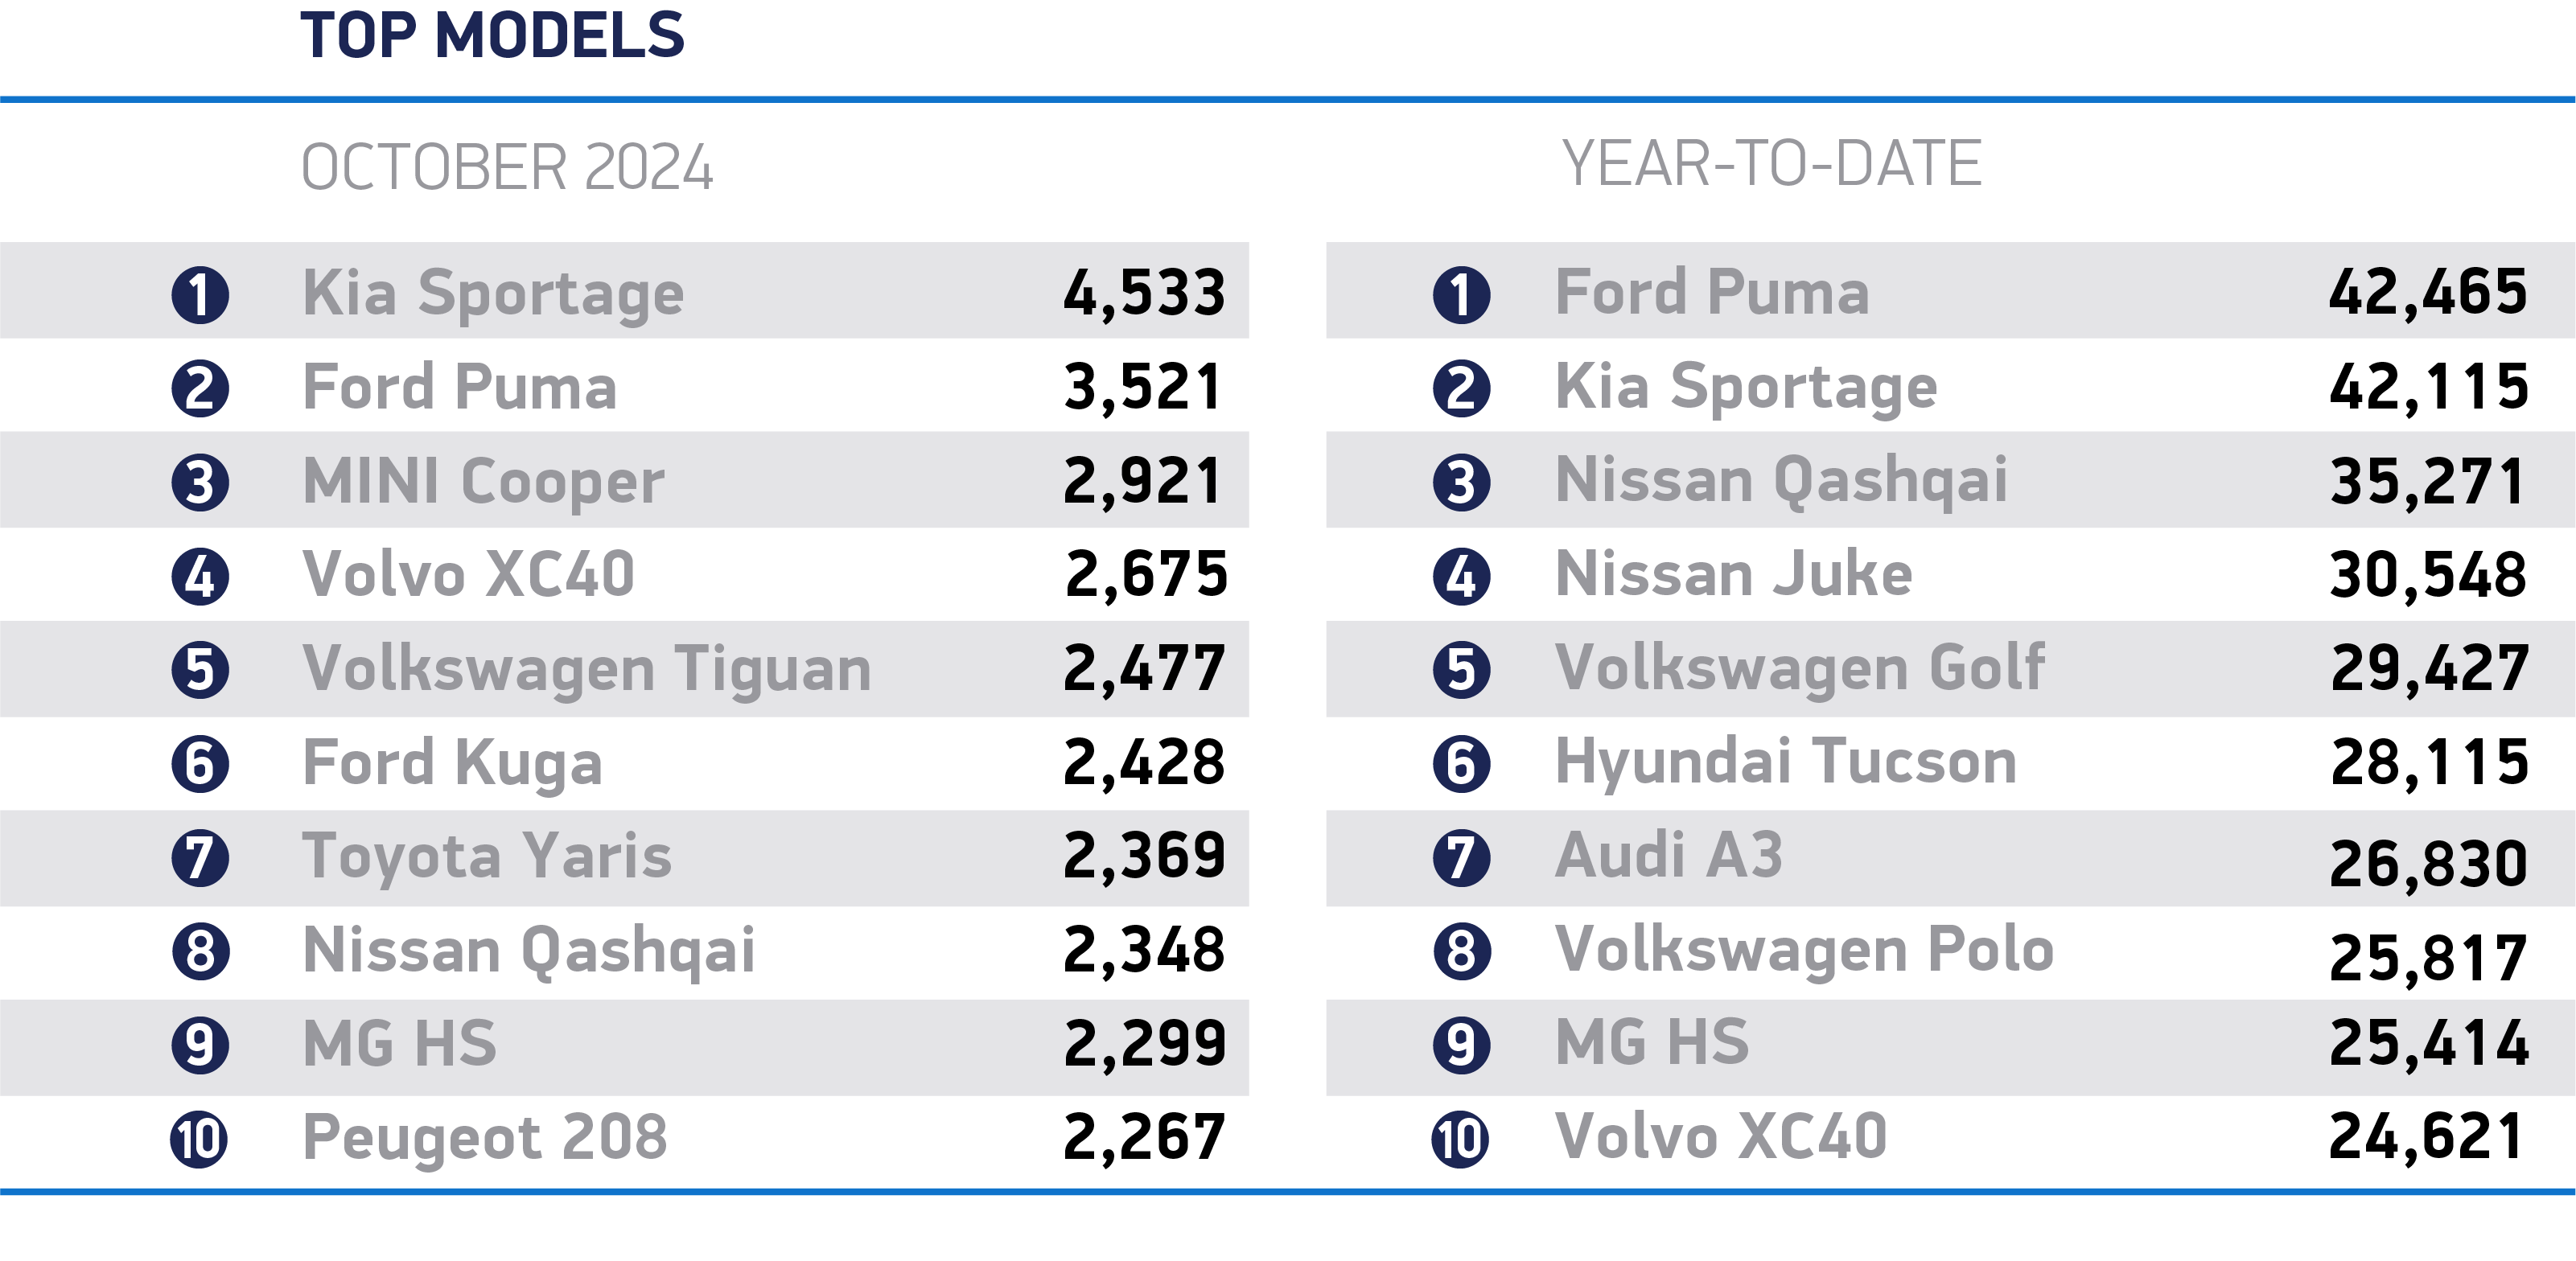 TOP MODELS
OCTOBER 2024
1 Kia Sportage 4,533
2 Ford Puma 3,521
3 MINI Cooper 2,921
4 Volvo XC40 2,675
5 Volkswagen Tiguan 2,477
6 Ford Kuga 2,428
7 Toyota Yaris 2,369
8 Nissan Qashqai 2,348
9 MG HS 2,299
10 Peugeot 208 2,267
YEAR-TO-DATE
1 Ford Puma 42,465
2 Kia Sportage 42,115
3 Nissan Qashqai 35,271
4 Nissan Juke 30,548
5 Volkswagen Golf 29,427
6 Hyundai Tucson 28,115
7 Audi A3 26,830
8 Volkswagen Polo 25,817
9 MG HS 25,414
10 Volvo XC40 24,621